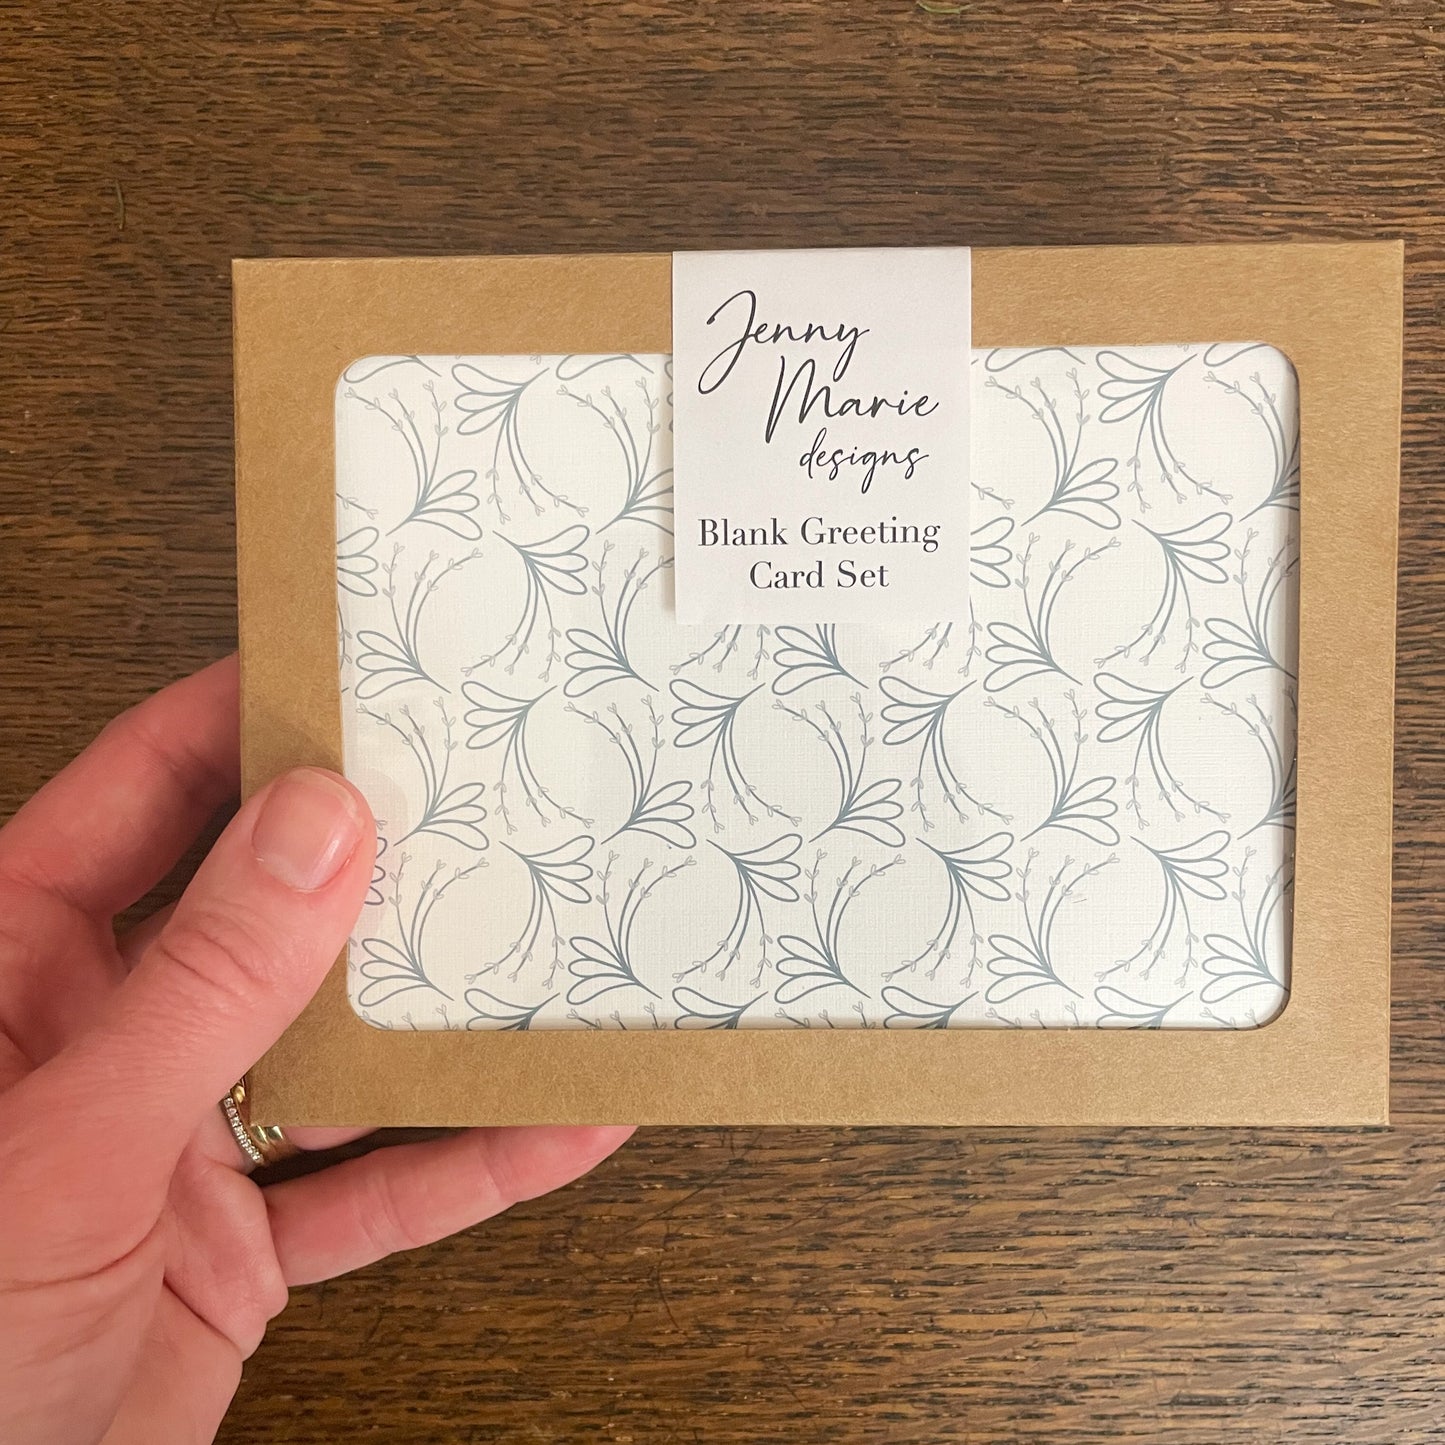 Jenny
Marie
designs
Blank Greeting
Card Set